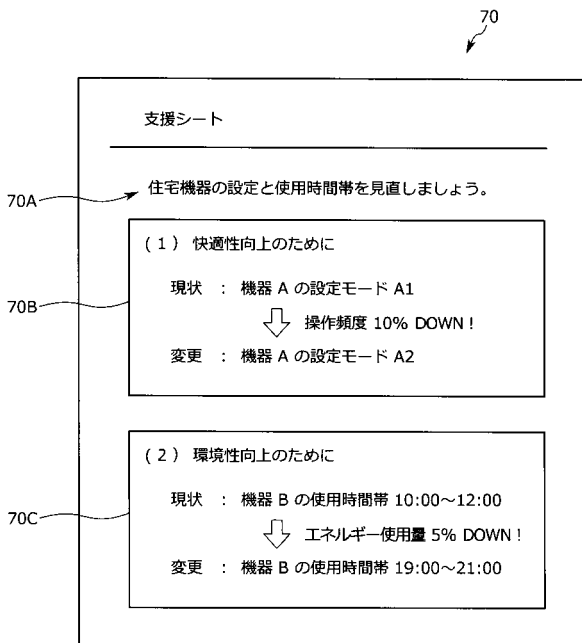 70
支援シート
住宅機器の設定と使用時間帯を見直しましょう。
70A
(1) 快適性向上のために
現状 : 機器 A の設定モード A1
70B
操作頻度 10% DOWN!
変更 : 機器 A の設定モード A2
(2) 環境性向上のために
現状 : 機器 B の使用時間帯 10:00~12:00
70C
エネルギー使用量 5% DOWN!
変更 : 機器 B の使用時間帯 19:00~21:00